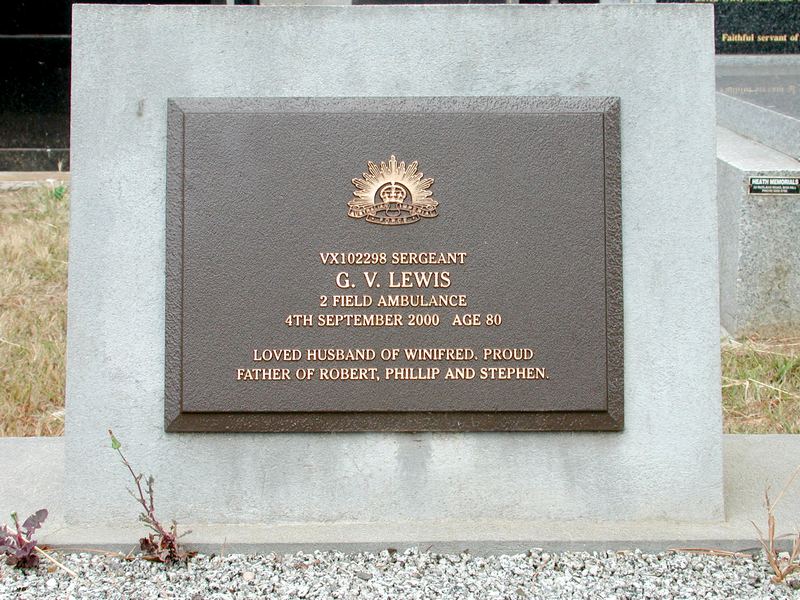 Faithful servant of
HEATH MEMORIALS
VX102298 SERGEANT
G. V. LEWIS
2 FIELD AMBULANCE
4TH SEPTEMBER 2000 AGE 80
LOVED HUSBAND OF WINIFRED. PROUD
FATHER OF ROBERT, PHILLIP AND STEPHEN.